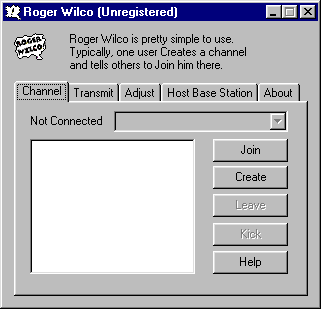 Roger Wilco (Unregistered)
ROGER
WILCO!
Roger Wilco is pretty simple to use.
Typically, one user Creates a channel
and tells others to Join him there.
Channel Transmit Adjust Host Base Station About
Not Connected
Join
Create
Leave
Kick
Help